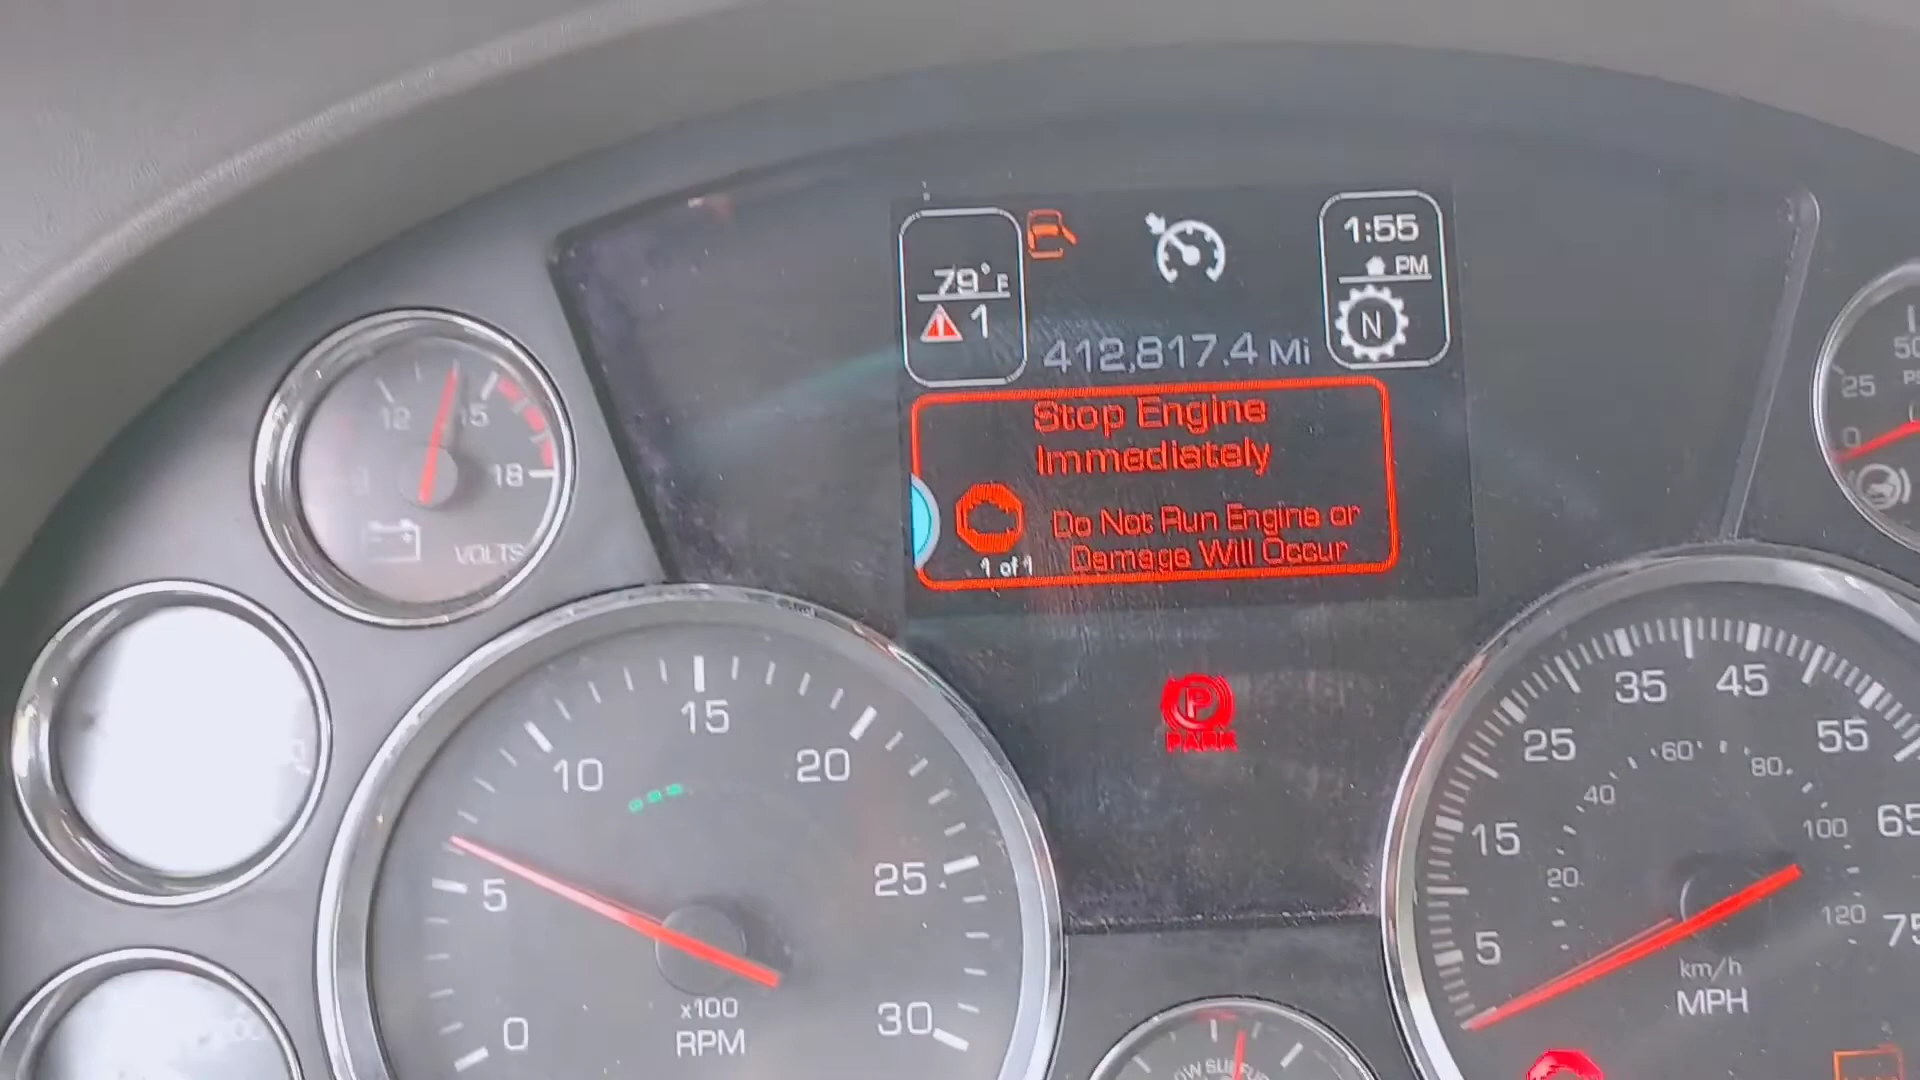 79°F
1
412,817.4 Mi
1:55
PM
N
Stop Engine
Immediately
Do Not Run Engine or
Damage Will Occur
1 of 1
12
15
18
VOLTS
PARK
0
5
10
15
20
25
30
x100
RPM
5
15
25
35
45
55
65
75
20
40
60
80
100
120
km/h
MPH
0
25
50